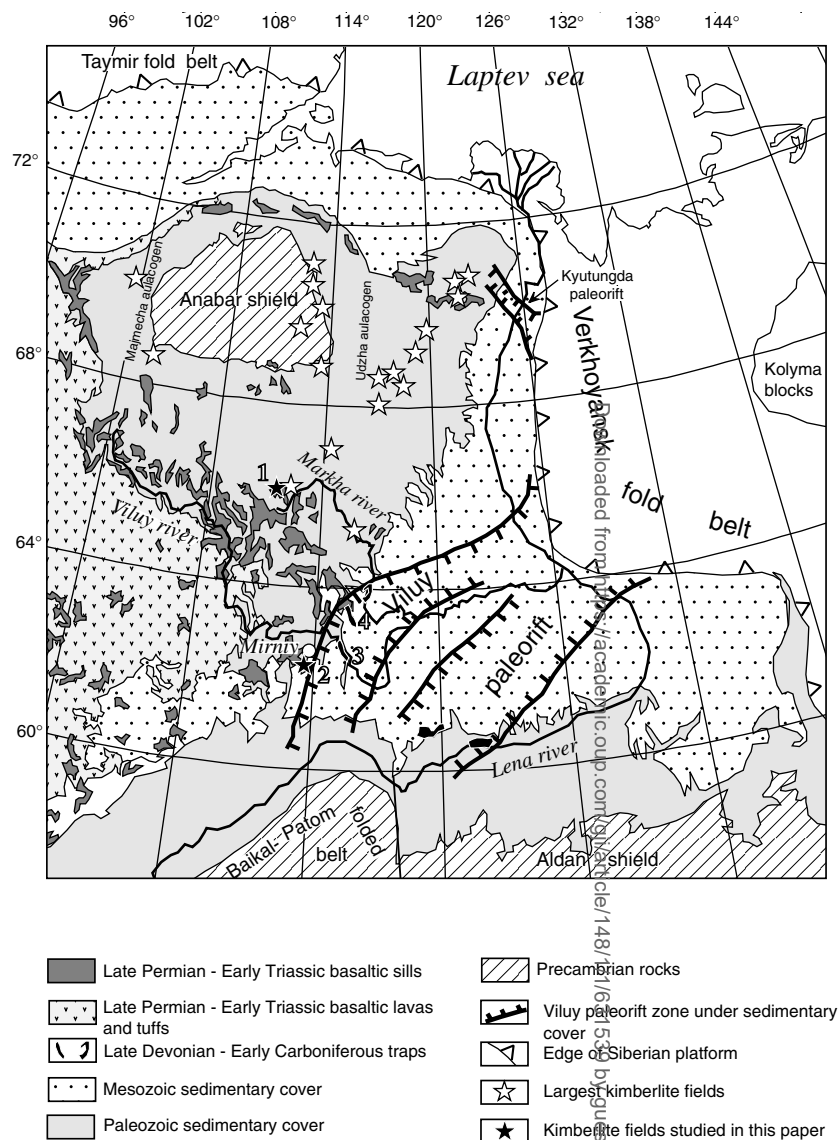 96° 102° 108° 114° 120° 126° 132° 138° 144°
Taymir fold belt
Laptev sea
72°
Majmecha aulacogen
Anabar shield
Udzha aulacogen
Kyutungda
paleorift
68°
Verkhoyansk
fold
belt
Kolyma
blocks
1
Markha river
Viluy river
64°
Viluy
paleorift
4
Mirniy
3
2
60°
Lena river
Baikal- Patom
folded
belt
Aldan shield
Late Permian - Early Triassic basaltic sills
Late Permian - Early Triassic basaltic lavas
and tuffs
Late Devonian - Early Carboniferous traps
Mesozoic sedimentary cover
Paleozoic sedimentary cover
Precambrian rocks
Viluy paleorift zone under sedimentary
cover
Edge of Siberian platform
Largest kimberlite fields
Kimberlite fields studied in this paper